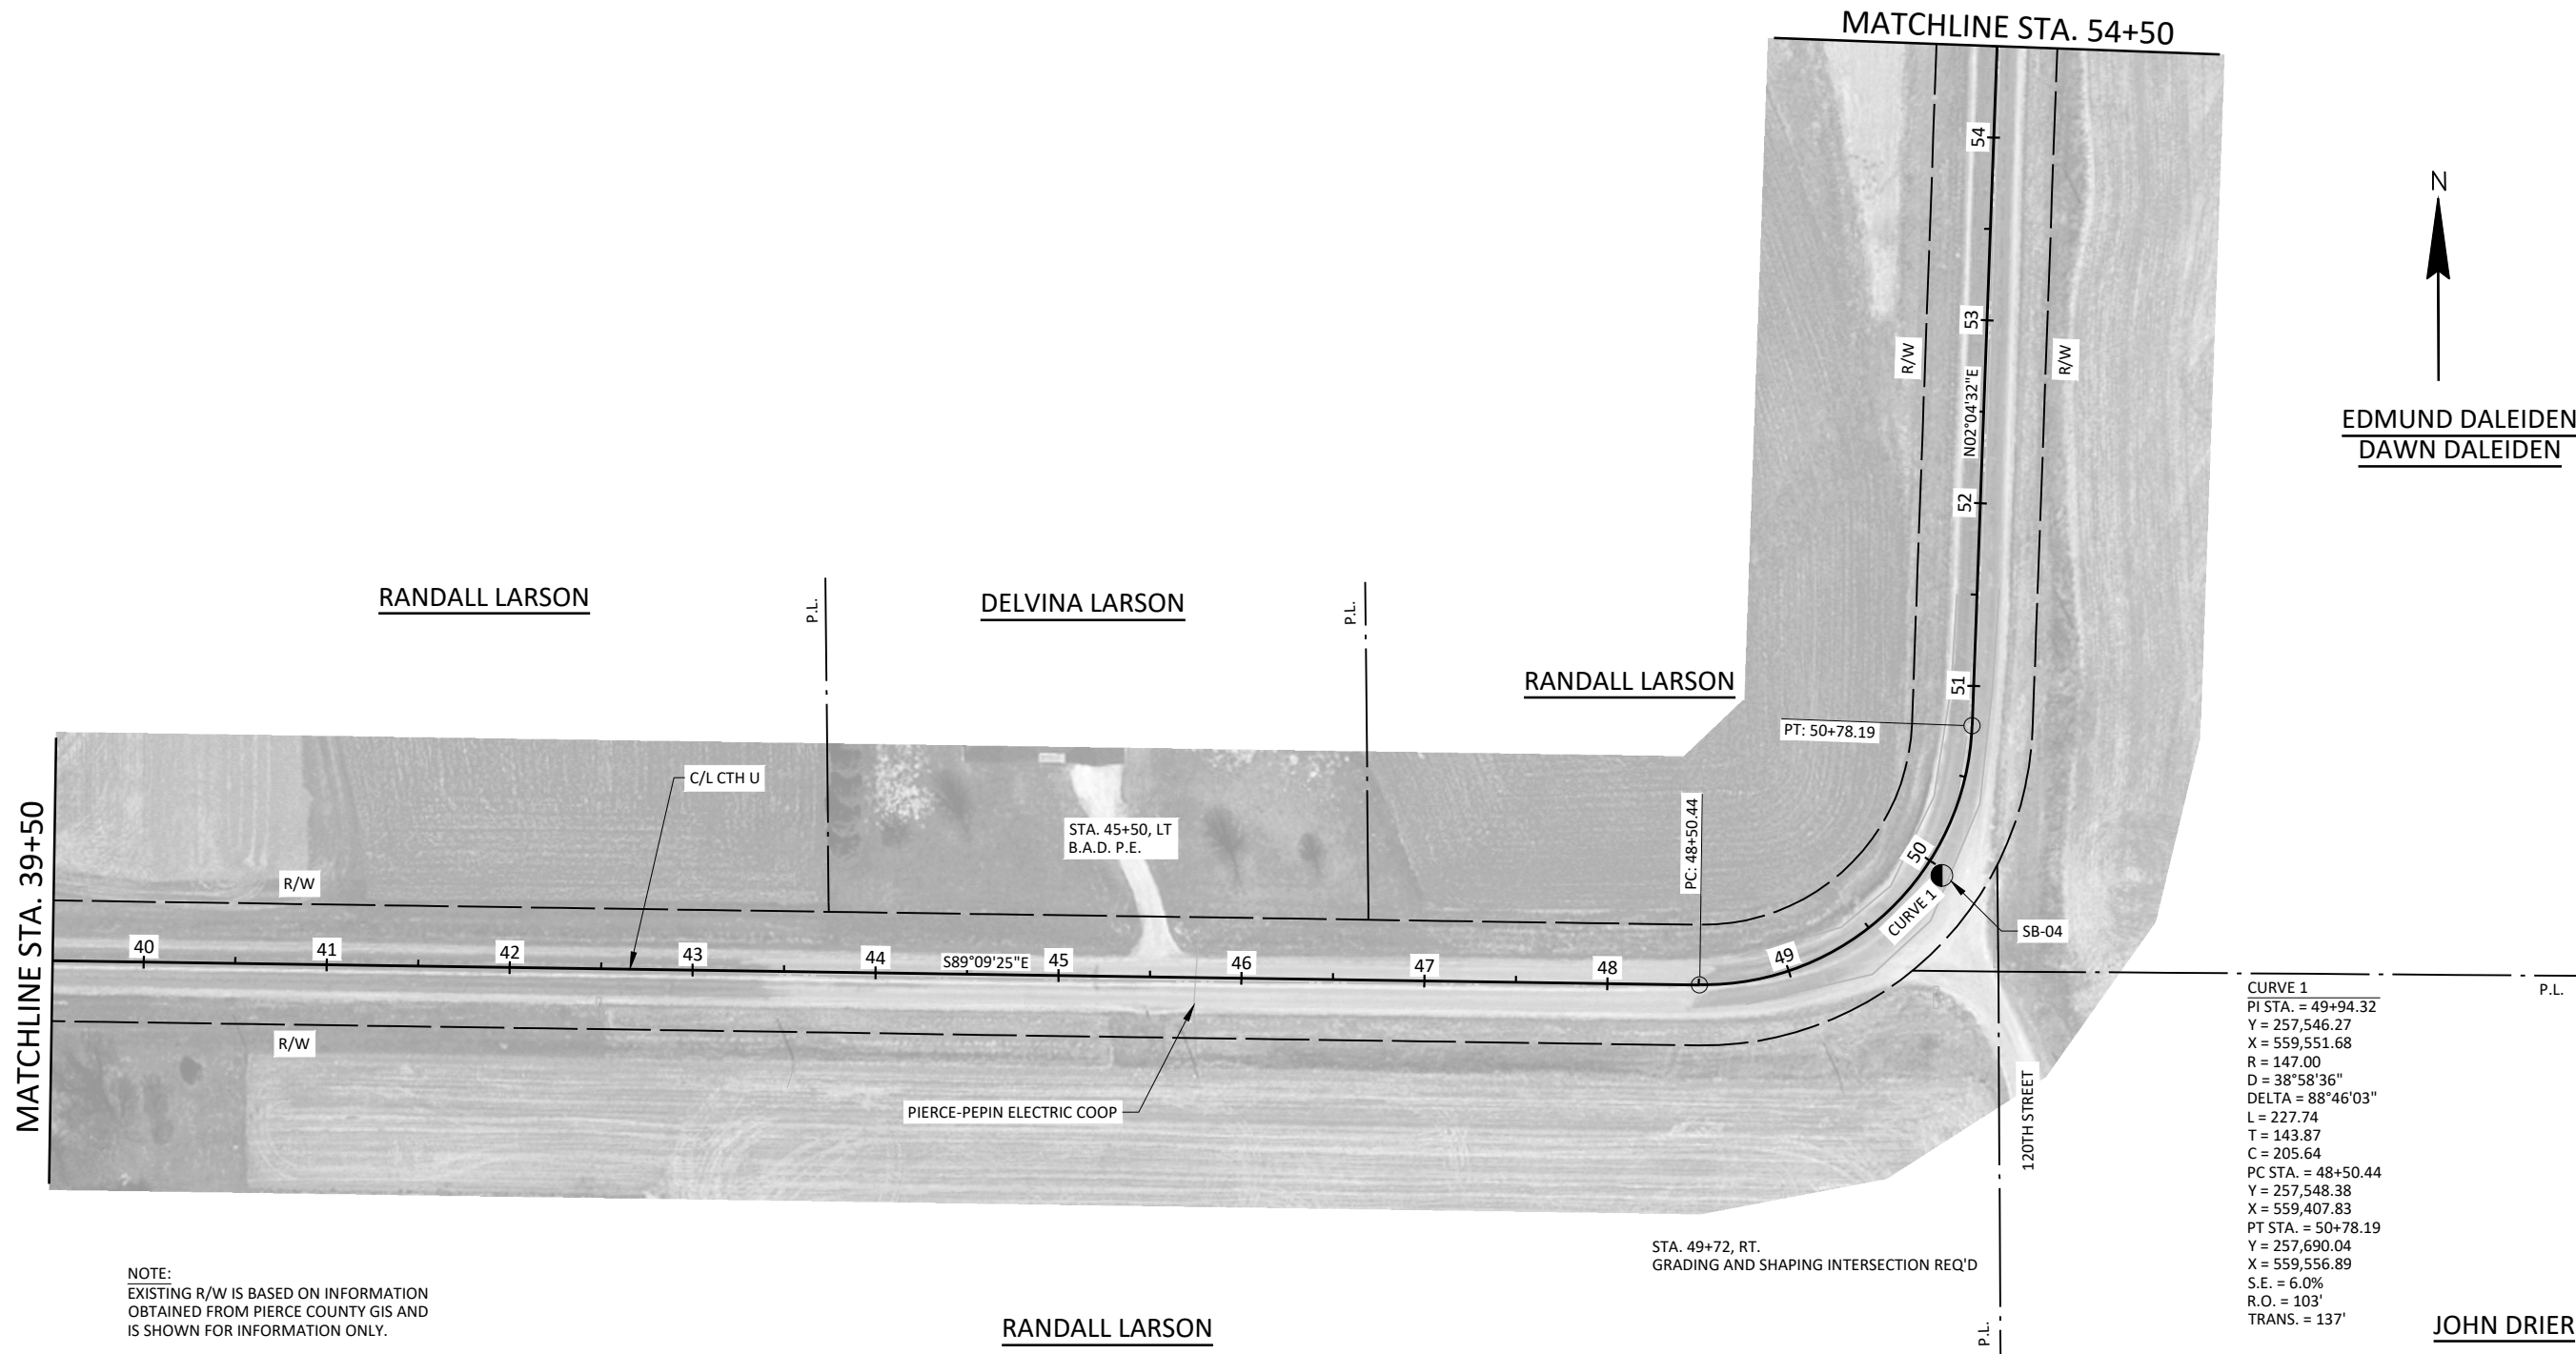 MATCHLINE STA. 54+50
N
54
53
R/W
R/W
N02°04'32"E
EDMUND DALEIDEN
DAWN DALEIDEN
52
RANDALL LARSON
P.L.
DELVINA LARSON
P.L.
RANDALL LARSON
51
PT: 50+78.19
C/L CTH U
MATCHLINE STA. 39+50
STA. 45+50, LT
B.A.D. P.E.
PC: 48+50.44
50
R/W
CURVE 1
SB-04
40
41
42
43
44
S89°09'25"E
45
46
47
48
49
R/W
PIERCE-PEPIN ELECTRIC COOP
120TH STREET
P.L.
CURVE 1
PI STA. = 49+94.32
Y = 257,546.27
X = 559,551.68
R = 147.00
D = 38°58'36"
DELTA = 88°46'03"
L = 227.74
T = 143.87
C = 205.64
PC STA. = 48+50.44
Y = 257,548.38
X = 559,407.83
PT STA. = 50+78.19
Y = 257,690.04
X = 559,556.89
S.E. = 6.0%
R.O. = 103'
TRANS. = 137'
STA. 49+72, RT.
GRADING AND SHAPING INTERSECTION REQ'D
NOTE:
EXISTING R/W IS BASED ON INFORMATION
OBTAINED FROM PIERCE COUNTY GIS AND
IS SHOWN FOR INFORMATION ONLY.
RANDALL LARSON
P.L.
JOHN DRIER